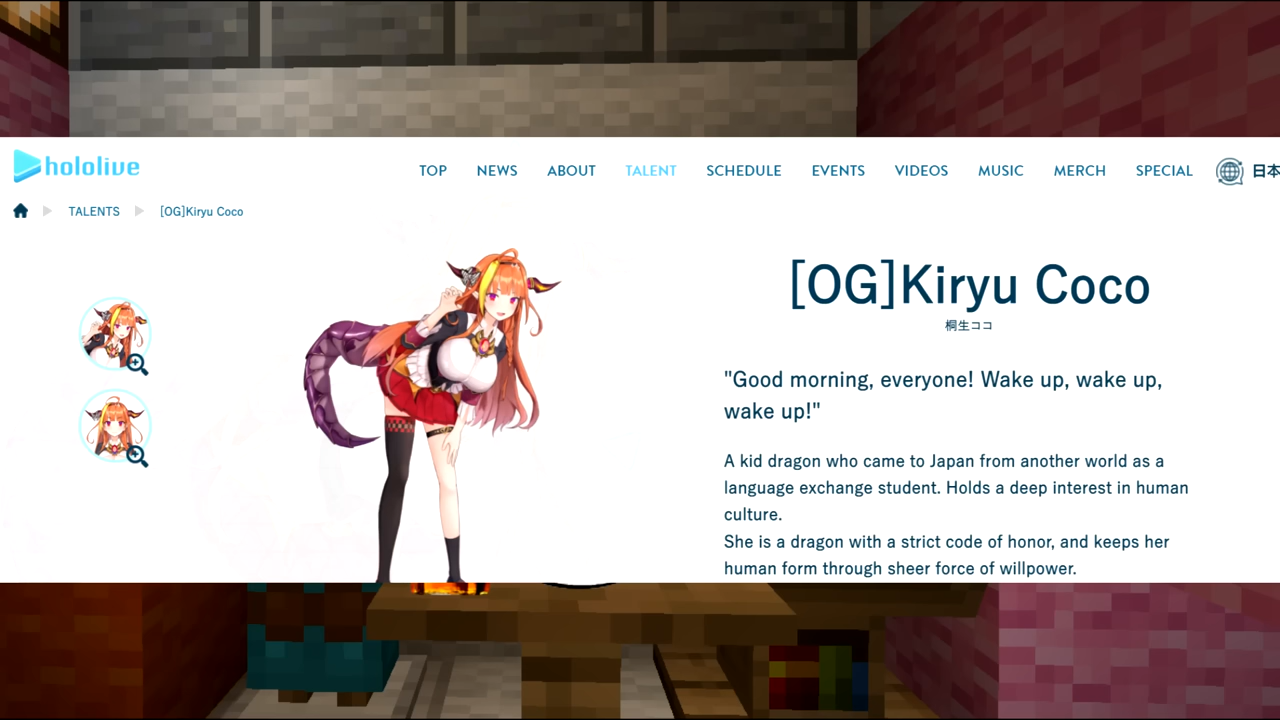 hololive
TOP NEWS ABOUT TALENT SCHEDULE EVENTS VIDEOS MUSIC MERCH SPECIAL 日本
TALENTS [OG]Kiryu Coco
[OG]Kiryu Coco
桐生ココ
"Good morning, everyone! Wake up, wake up,
wake up!"
A kid dragon who came to Japan from another world as a
language exchange student. Holds a deep interest in human
culture.
She is a dragon with a strict code of honor, and keeps her
human form through sheer force of willpower.